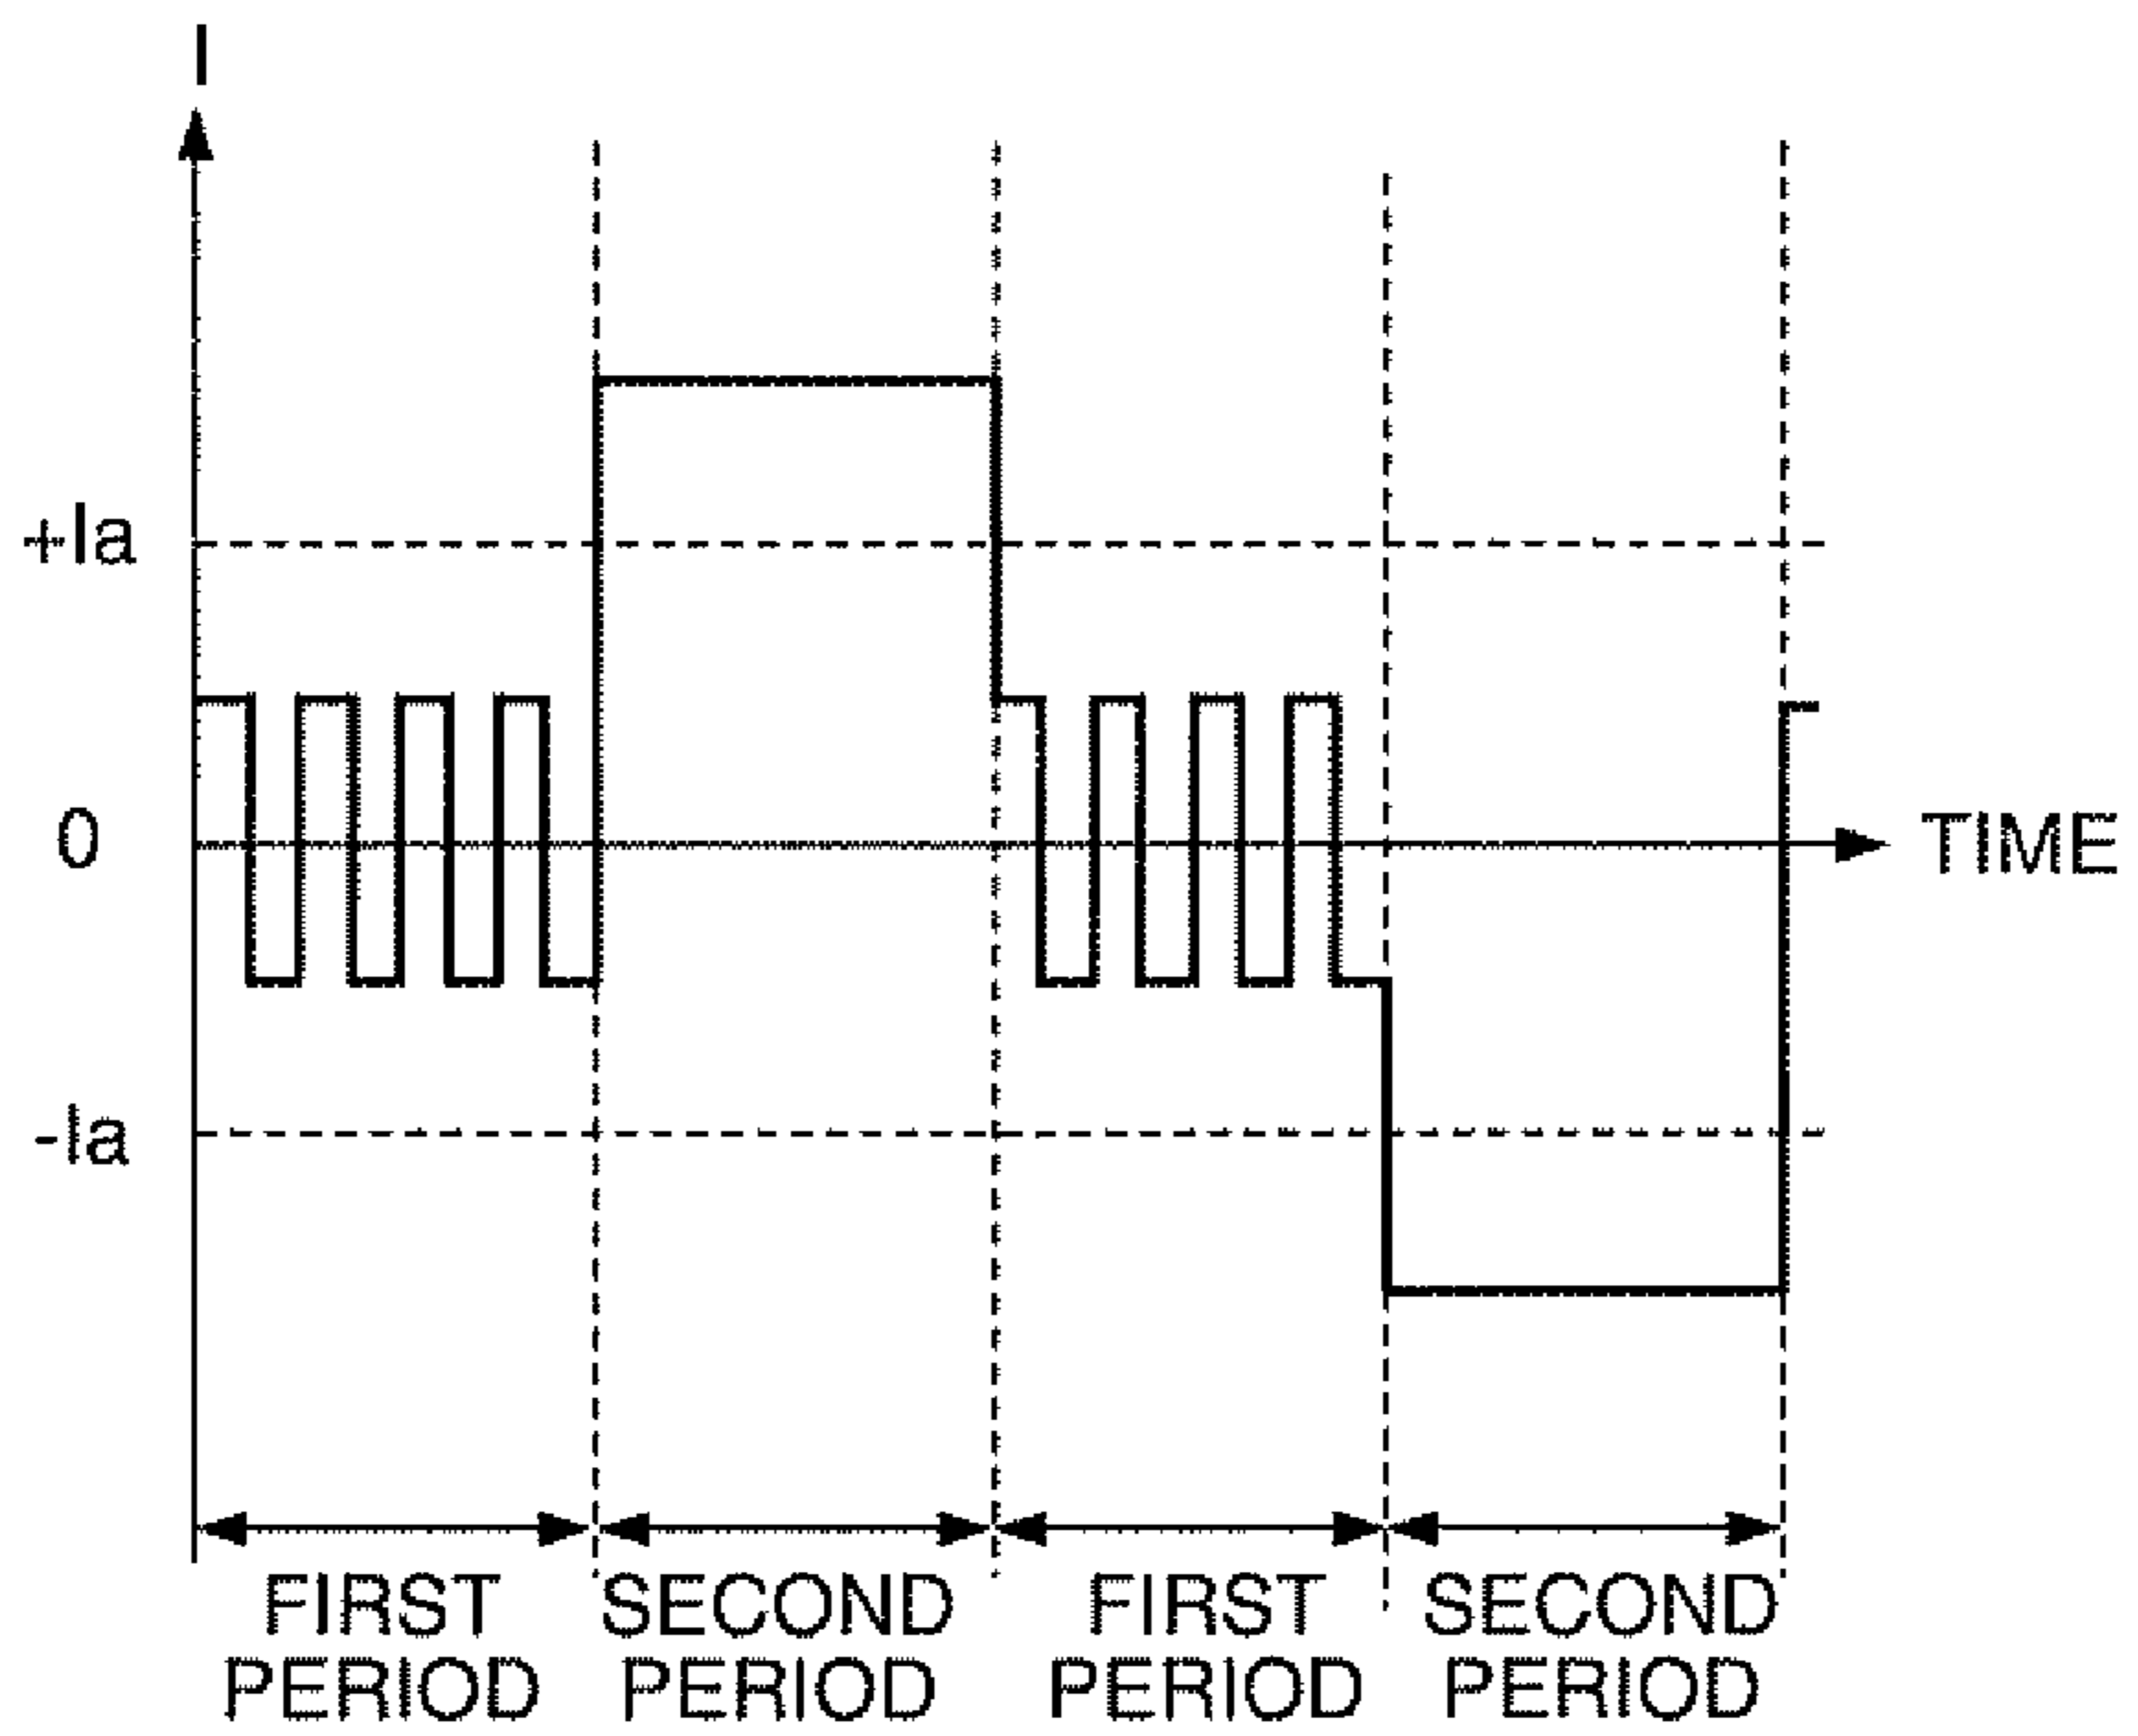 I
+Ia
0
TIME
-Ia
FIRST PERIOD
SECOND PERIOD
FIRST PERIOD
SECOND PERIOD